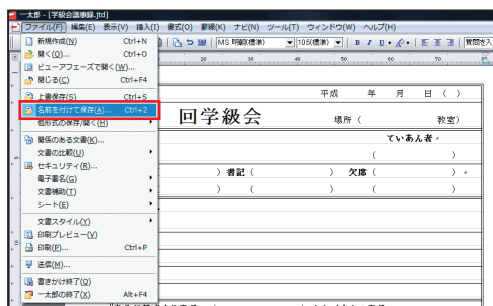 一太郎 - [学級会議事録.jtd]
ファイル(F) 編集(E) 表示(V) 挿入(I) 書式(O) 罫線(K) ナビ(N) ツール(T) ウィンドウ(W) ヘルプ(H)
新規作成(N) Ctrl+N
開く(O)... Ctrl+O
ビューアフェーズで開く(W)...
閉じる(C) Ctrl+F4
上書保存(S) Ctrl+S
名前を付けて保存(A)... Ctrl+2
他形式の保存/開く(H)
関係のある文書(K)...
文書の比較(U)
セキュリティ(R)...
電子署名(G)
文書補助(T)
シート(E)
文書スタイル(Y)
印刷プレビュー(V)
印刷(P)... Ctrl+P
送信(M)...
書きかけ終了(Q)
一太郎の終了(X) Alt+F4
MS 明朝(標準) 10.5(標準) B I U
20 30 40 50 60 70
平成 年 月 日 ( )
回学級会 場所 ( 教室)
ていあん者
( )
) 書記 ( ) 欠席 ( )
) ( ) ( )